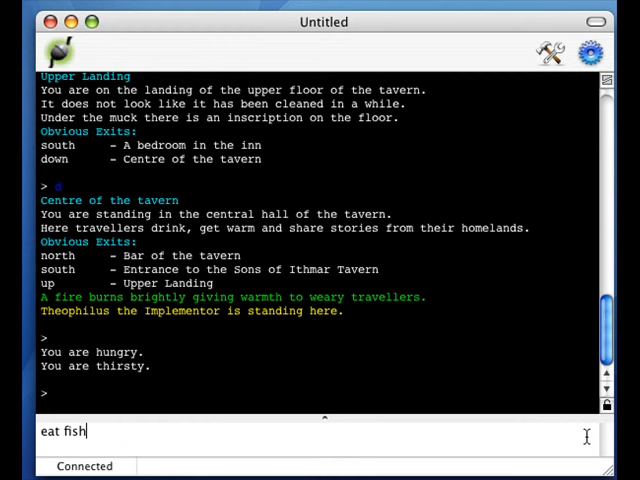 Untitled
Upper Landing
You are on the landing of the upper floor of the tavern.
It does not look like it has been cleaned in a while.
Under the muck there is an inscription on the floor.
Obvious Exits:
south     - A bedroom in the inn
down      - Centre of the tavern
> d
Centre of the tavern
You are standing in the central hall of the tavern.
Here travellers drink, get warm and share stories from their homelands.
Obvious Exits:
north     - Bar of the tavern
south     - Entrance to the Sons of Ithmar Tavern
up        - Upper Landing
A fire burns brightly giving warmth to weary travellers.
Theophilus the Implementor is standing here.
>
You are hungry.
You are thirsty.
>
eat fish
Connected